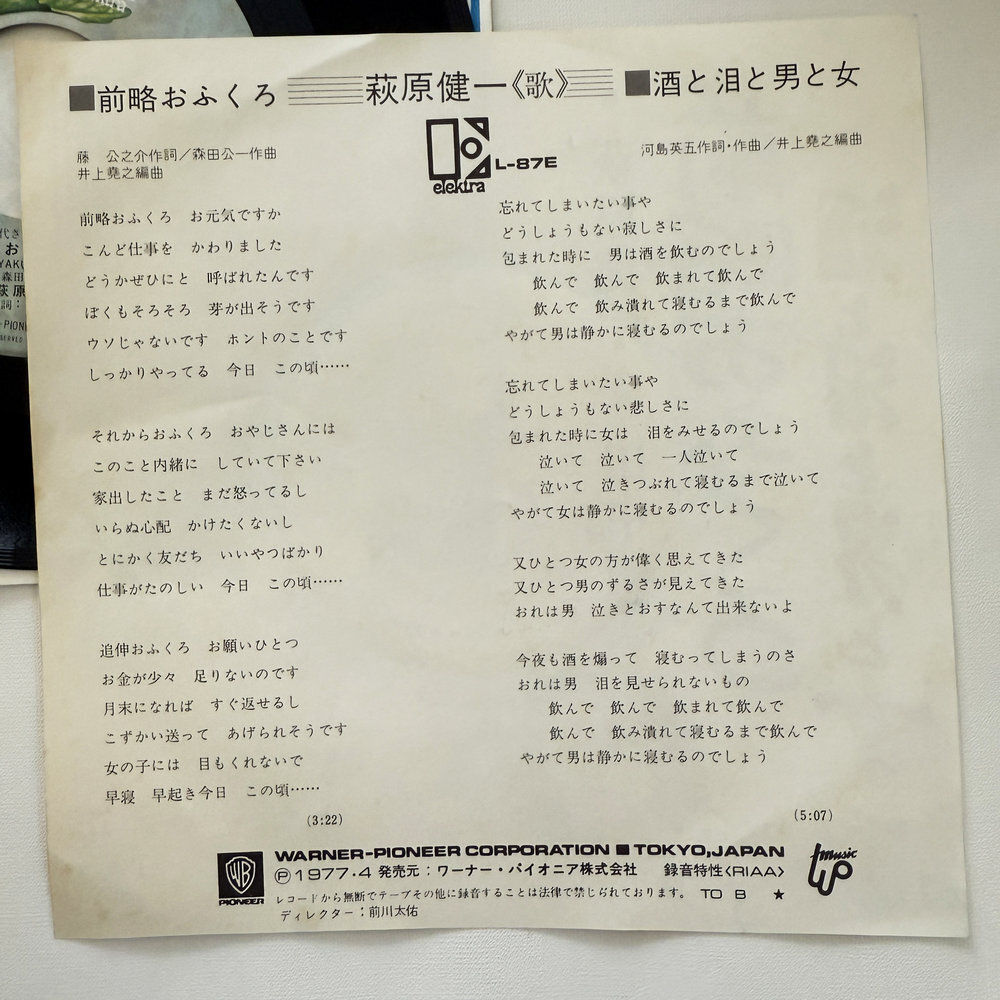 ■前略おふくろ 萩原健一《歌》 ■酒と泪と男と女
藤 公之介作詞/森田公一作曲
井上堯之編曲
elektra
L-87E
河島英五作詞・作曲/井上堯之編曲
前略おふくろ お元気ですか
こんど仕事を かわりました
どうかぜひにと 呼ばれたんです
ぼくもそろそろ 芽が出そうです
ウソじゃないです ホントのことです
しっかりやってる 今日 この頃……
それからおふくろ おやじさんには
このこと内緒に していて下さい
家出したこと まだ怒ってるし
いらぬ心配 かけたくないし
とにかく友だち いいやつばかり
仕事がたのしい 今日 この頃……
追伸おふくろ お願いひとつ
お金が少々 足りないのです
月末になれば すぐ返せるし
こずかい送って あげられそうです
女の子には 目もくれないで
早寝 早起き今日 この頃……
(3:22)
忘れてしまいたい事や
どうしょうもない寂しさに
包まれた時に 男は酒を飲むのでしょう
飲んで 飲んで 飲まれて飲んで
飲んで 飲み潰れて寝むるまで飲んで
やがて男は静かに寝むるのでしょう
忘れてしまいたい事や
どうしょうもない悲しさに
包まれた時に女は 泪をみせるのでしょう
泣いて 泣いて 一人泣いて
泣いて 泣きつぶれて寝むるまで泣いて
やがて女は静かに寝むるのでしょう
又ひとつ女の方が偉く思えてきた
又ひとつ男のずるさが見えてきた
おれは男 泣きとおすなんて出来ないよ
今夜も酒を煽って 寝むってしまうのさ
おれは男 泪を見せられないもの
飲んで 飲んで 飲まれて飲んで
飲んで 飲み潰れて寝むるまで飲んで
やがて男は静かに寝むるのでしょう
(5:07)
WB
PIONEER
WARNER-PIONEER CORPORATION ■ TOKYO, JAPAN
Ⓟ1977・4 発売元:ワーナー・パイオニア株式会社 録音特性〈RIAA〉
レコードから無断でテープその他に録音することは法律で禁じられております。 TO B ★
ディレクター:前川太佑
music